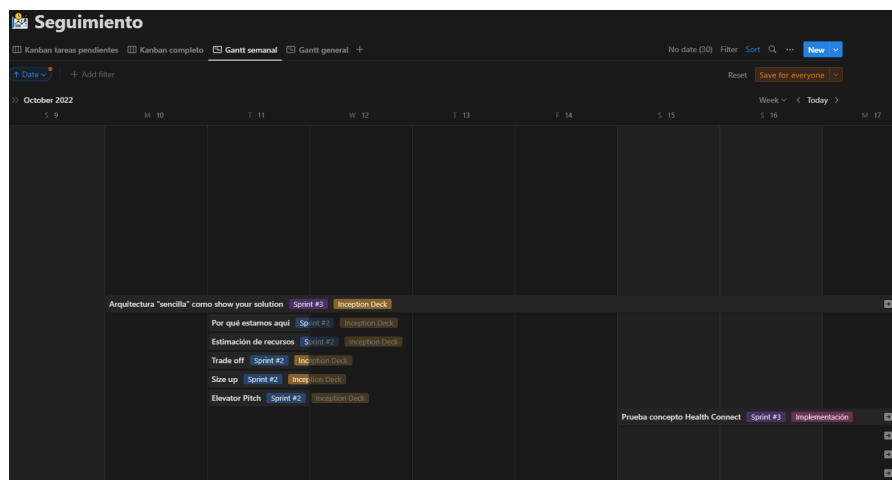 Seguimiento
Kanban tareas pendientes Kanban completo Gantt semanal Gantt general + No date (30) Filter Sort ... New
↑ Date + Add filter Reset Save for everyone
October 2022 Week < Today >
S 9 M 10 T 11 W 12 T 13 F 14 S 15 S 16 M 17
Arquitectura "sencilla" como show your solution Sprint #3 Inception Deck
Por qué estamos aqui Sprint #2 Inception Deck
Estimación de recursos Sprint #2 Inception Deck
Trade off Sprint #2 Inception Deck
Size up Sprint #2 Inception Deck
Elevator Pitch Sprint #2 Inception Deck
Prueba concepto Health Connect Sprint #3 Implementación